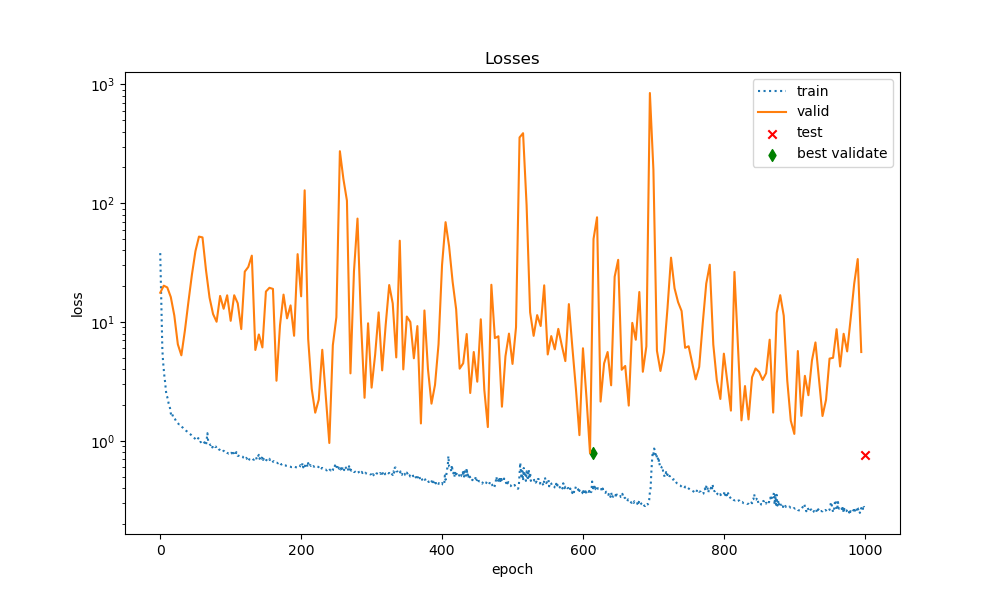 Losses
10³
10²
10¹
10⁰
loss
0
200
400
600
800
1000
epoch
train
valid
test
best validate